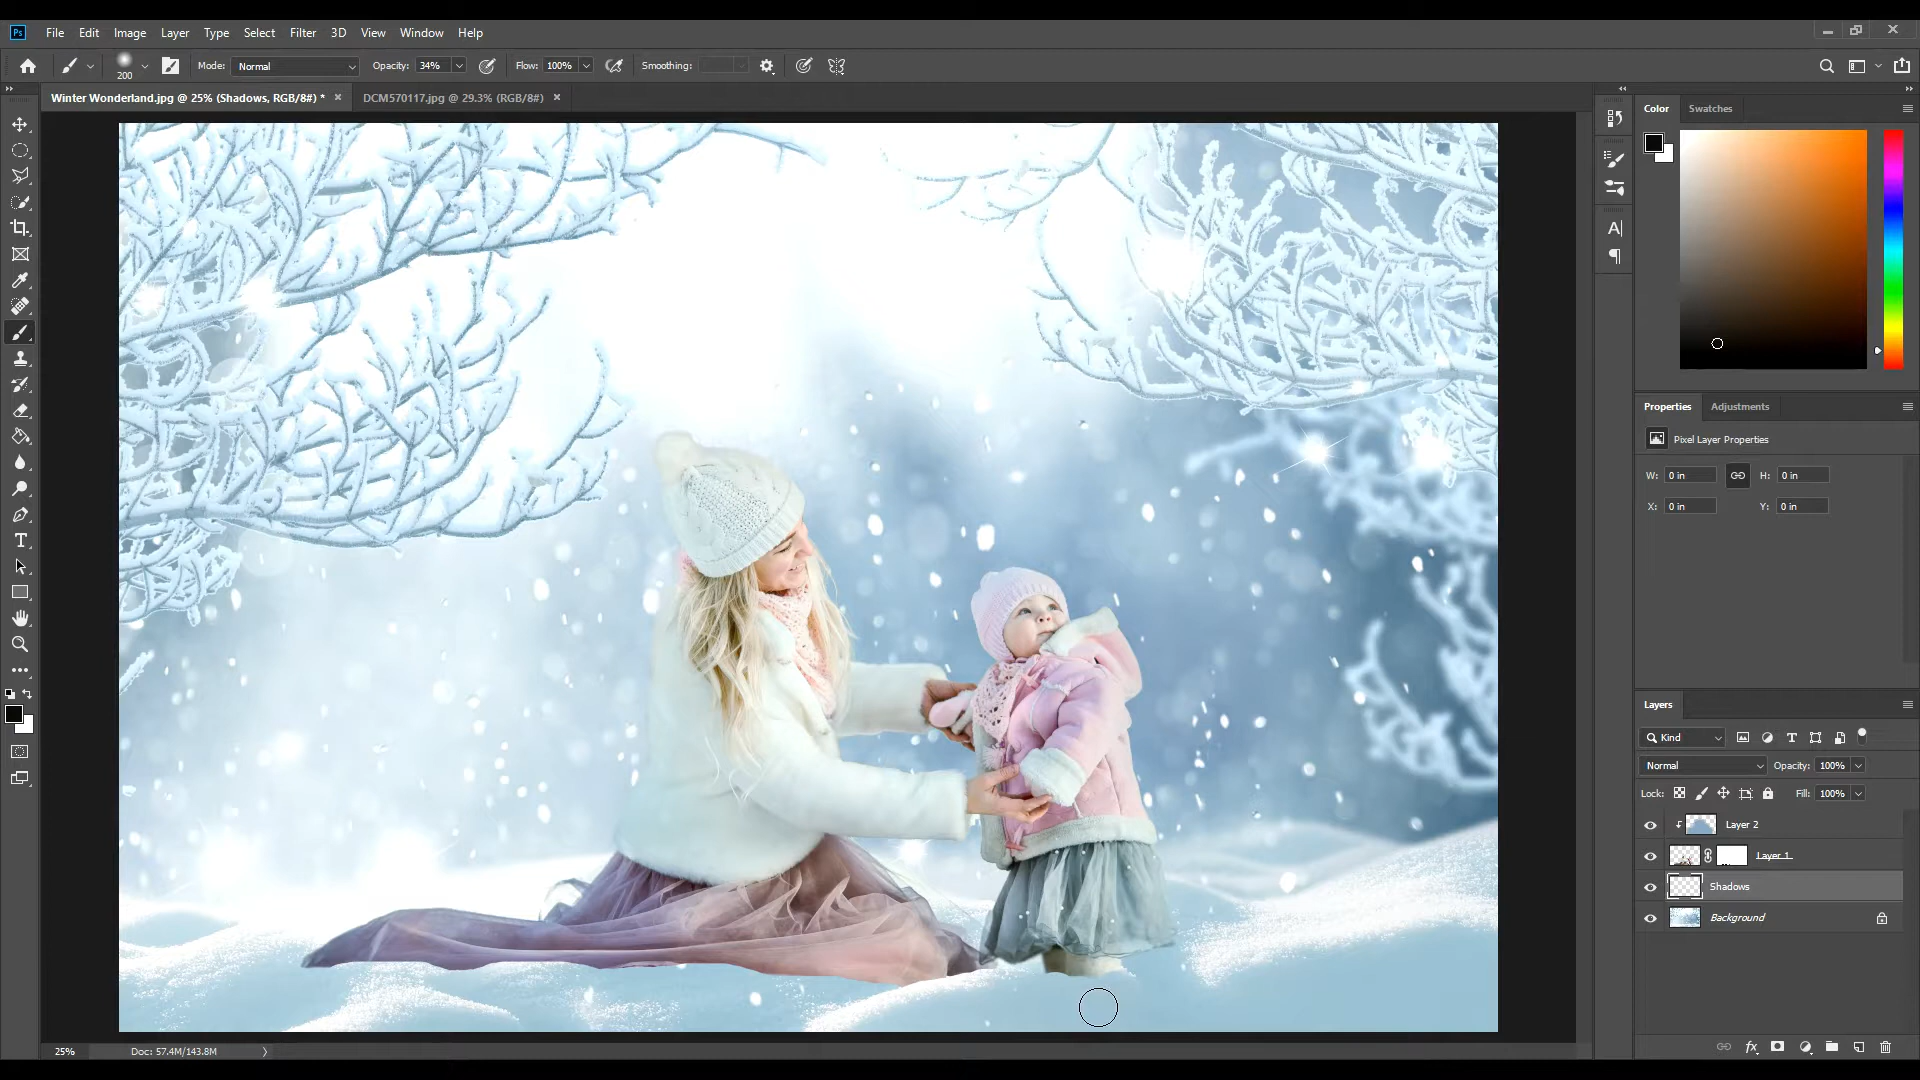 Ps File Edit Image Layer Type Select Filter 3D View Window Help
200 Mode: Normal Opacity: 34% Flow: 100% Smoothing:
Winter Wonderland.jpg @ 25% (Shadows, RGB/8#) * × DCM570117.jpg @ 29.3% (RGB/8#) ×
Color Swatches
Properties Adjustments
Pixel Layer Properties
W: 0 in H: 0 in
X: 0 in Y: 0 in
Layers
Kind
Normal Opacity: 100%
Lock: Fill: 100%
Layer 2
Layer 1
Shadows
Background
25% Doc: 57.4M/143.8M